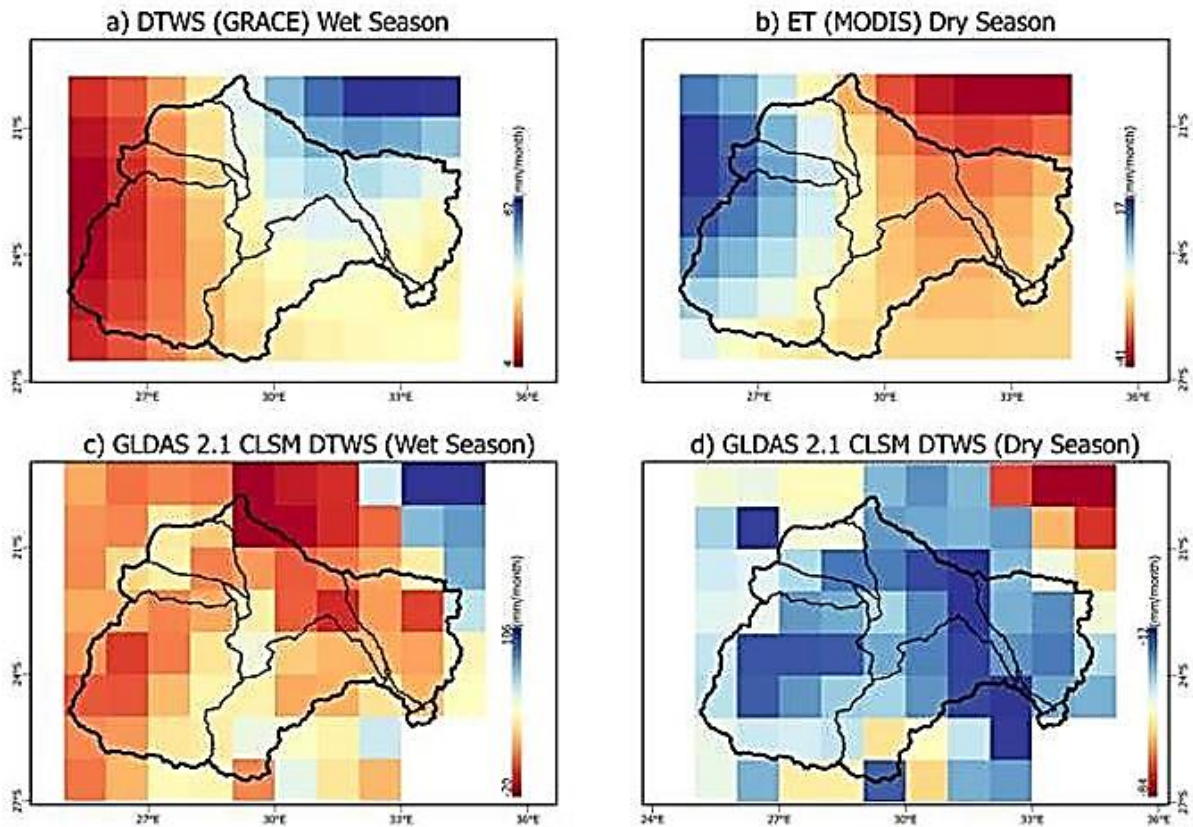 a) DTWS (GRACE) Wet Season
b) ET (MODIS) Dry Season
21°S
24°S
27°S
67
(mm/month)
4
27°E
30°E
33°E
36°E
21°S
24°S
27°S
17
(mm/month)
-41
27°E
30°E
33°E
36°E
c) GLDAS 2.1 CLSM DTWS (Wet Season)
d) GLDAS 2.1 CLSM DTWS (Dry Season)
21°S
24°S
27°S
106
(mm/month)
-20
27°E
30°E
33°E
36°E
21°S
24°S
27°S
(mm/month)
-84
24°E
27°E
30°E
33°E
36°E